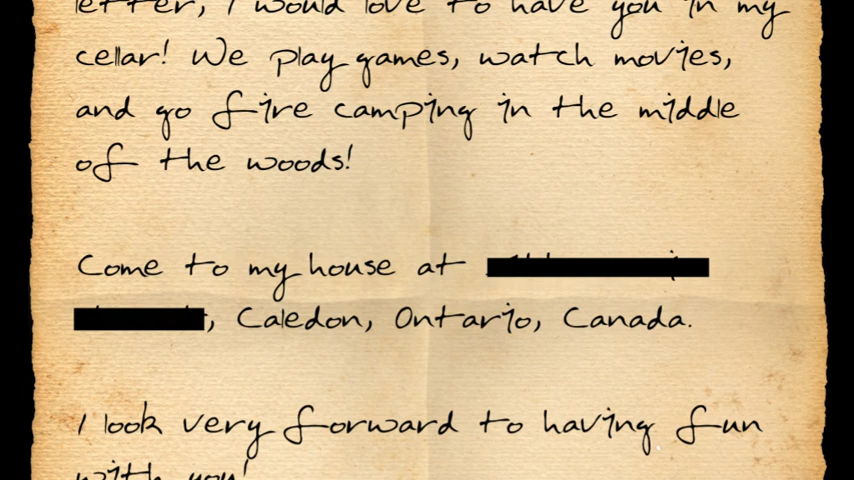 letter, I would love to have you in my
cellar! We play games, watch movies,
and go fire camping in the middle
of the woods!
Come to my house at
, Caledon, Ontario, Canada.
I look very forward to having fun
with you!